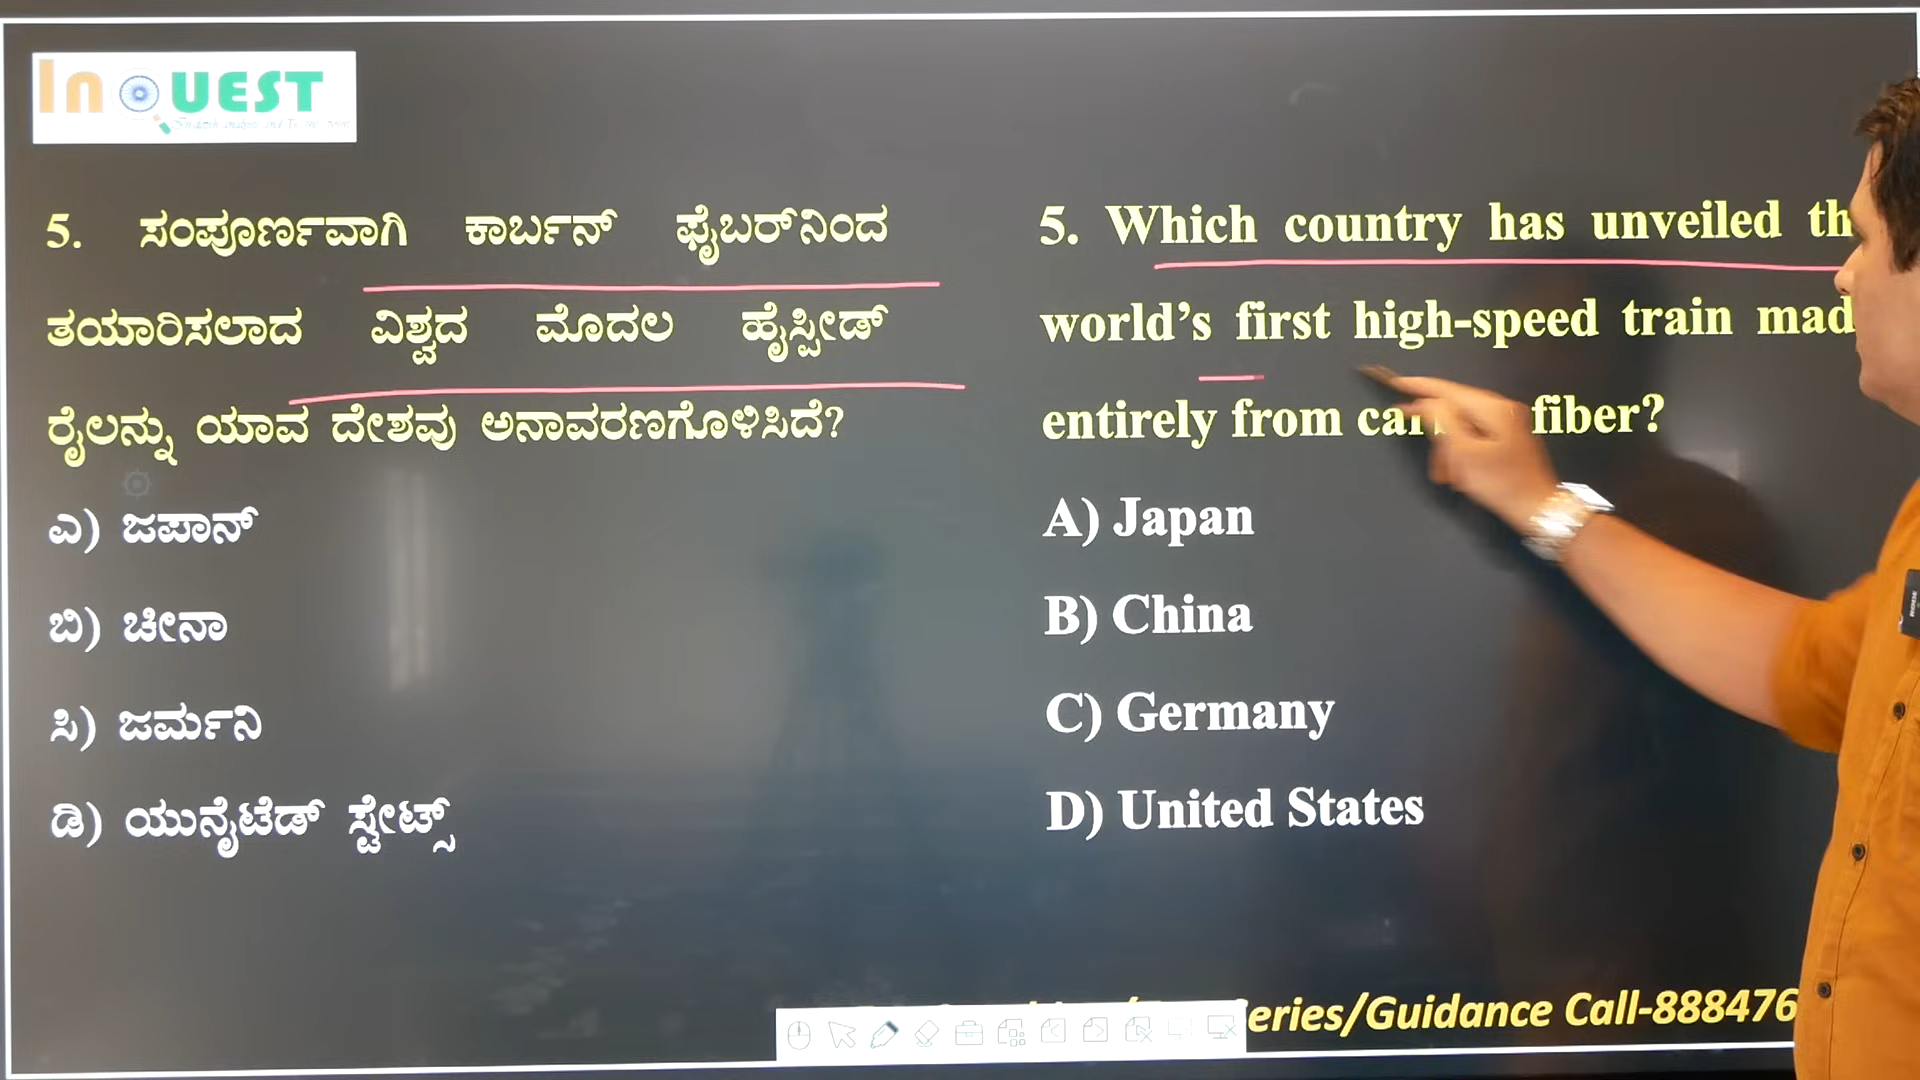 InQUEST
5. ಸಂಪೂರ್ಣವಾಗಿ ಕಾರ್ಬನ್ ಫೈಬರ್‌ನಿಂದ
ತಯಾರಿಸಲಾದ ವಿಶ್ವದ ಮೊದಲ ಹೈಸ್ಪೀಡ್
ರೈಲನ್ನು ಯಾವ ದೇಶವು ಅನಾವರಣಗೊಳಿಸಿದೆ?
ಎ) ಜಪಾನ್
ಬಿ) ಚೀನಾ
ಸಿ) ಜರ್ಮನಿ
ಡಿ) ಯುನೈಟೆಡ್ ಸ್ಟೇಟ್ಸ್
5. Which country has unveiled th
world's first high-speed train mad
entirely from fiber?
A) Japan
B) China
C) Germany
D) United States
eries/Guidance Call-888476